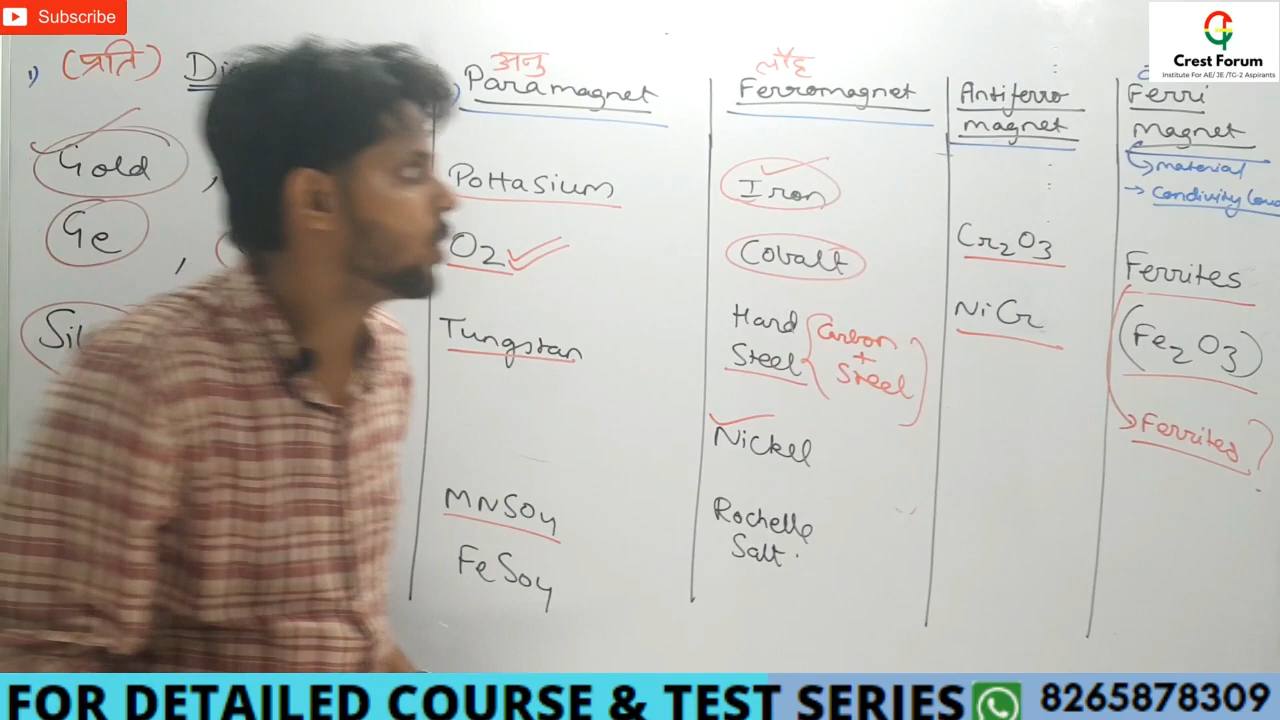 Subscribe
Crest Forum
Institute For AE/ JE /TG-2 Aspirants
1)
(प्रति)
Gold
Ge
अनु
Paramagnet
Pottasium
O2
Tungstan
MNSO4
FeSO4
लौह
Ferromagnet
Iron
Cobalt
Hard
Steel
Carbon
+
Steel
Nickel
Rochelle
Salt.
Antiferro
magnet
Cr2O3
NiCr
Ferri
Magnet
material
→ Condivity
Ferrites
(Fe2O3)
Ferrites?
FOR DETAILED COURSE & TEST SERIES 8265878309